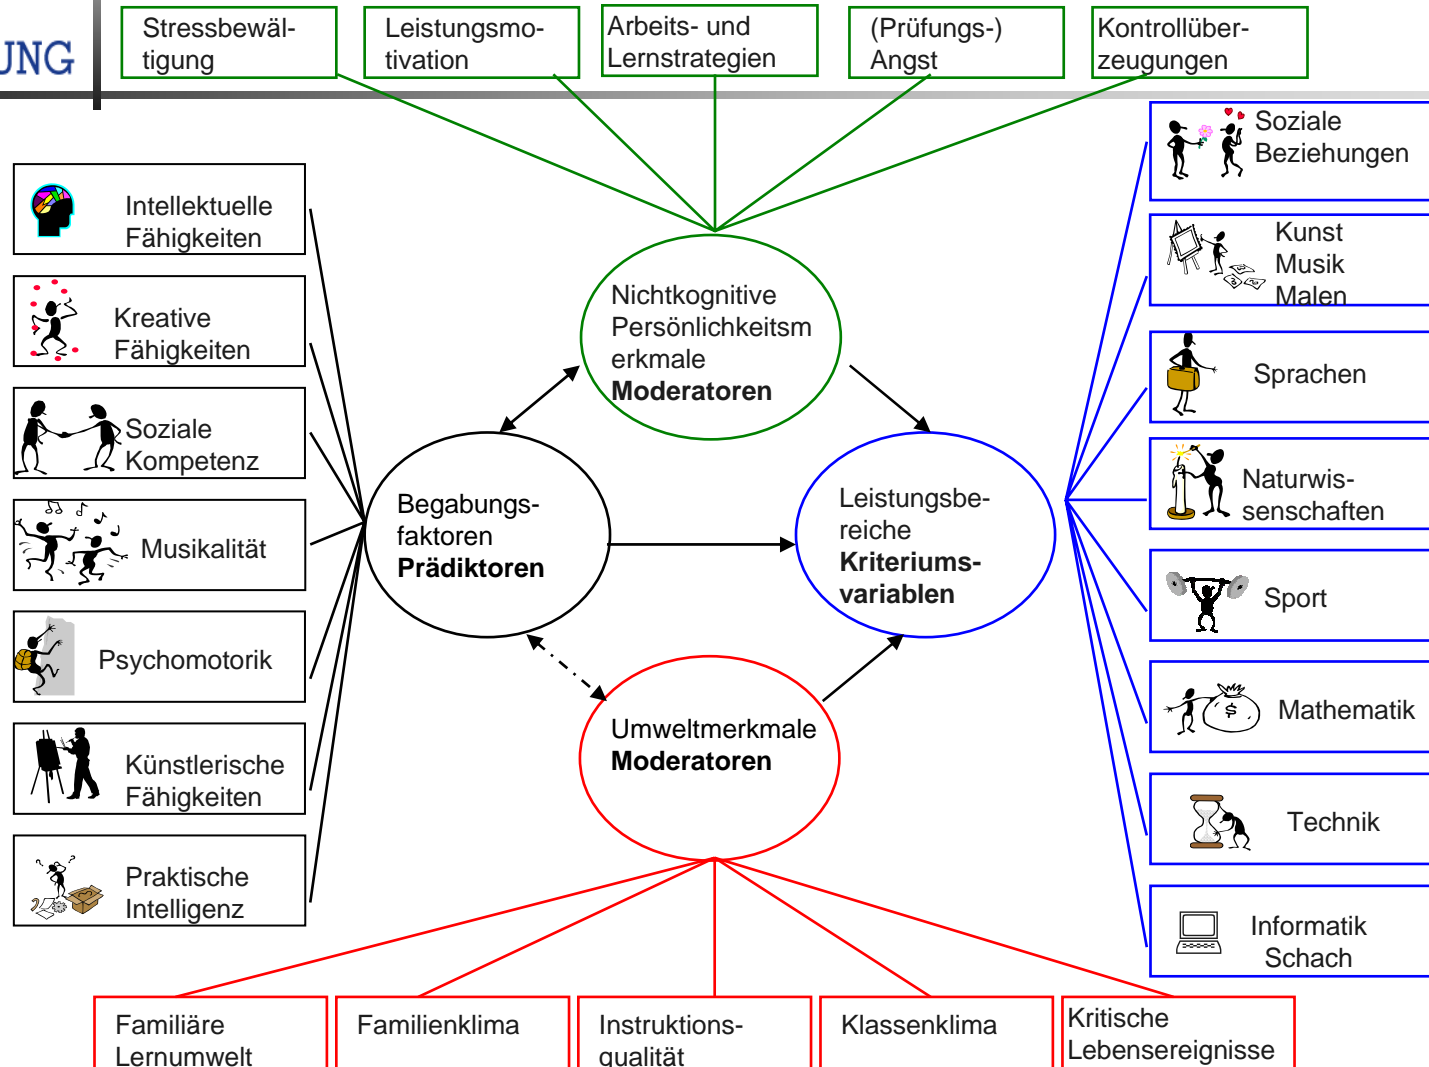 UNG
Stressbewäl-
tigung
Leistungsmo-
tivation
Arbeits- und
Lernstrategien
(Prüfungs-)
Angst
Kontrollüber-
zeugungen
Intellektuelle
Fähigkeiten
Kreative
Fähigkeiten
Soziale
Kompetenz
Musikalität
Psychomotorik
Künstlerische
Fähigkeiten
Praktische
Intelligenz
Nichtkognitive
Persönlichkeitsm
erkmale
Moderatoren
Begabungs-
faktoren
Prädiktoren
Leistungsbe-
reiche
Kriteriums-
variablen
Umweltmerkmale
Moderatoren
Soziale
Beziehungen
Kunst
Musik
Malen
Sprachen
Naturwis-
senschaften
Sport
$
Mathematik
Technik
Informatik
Schach
Familiäre
Lernumwelt
Familienklima
Instruktions-
qualität
Klassenklima
Kritische
Lebensereignisse